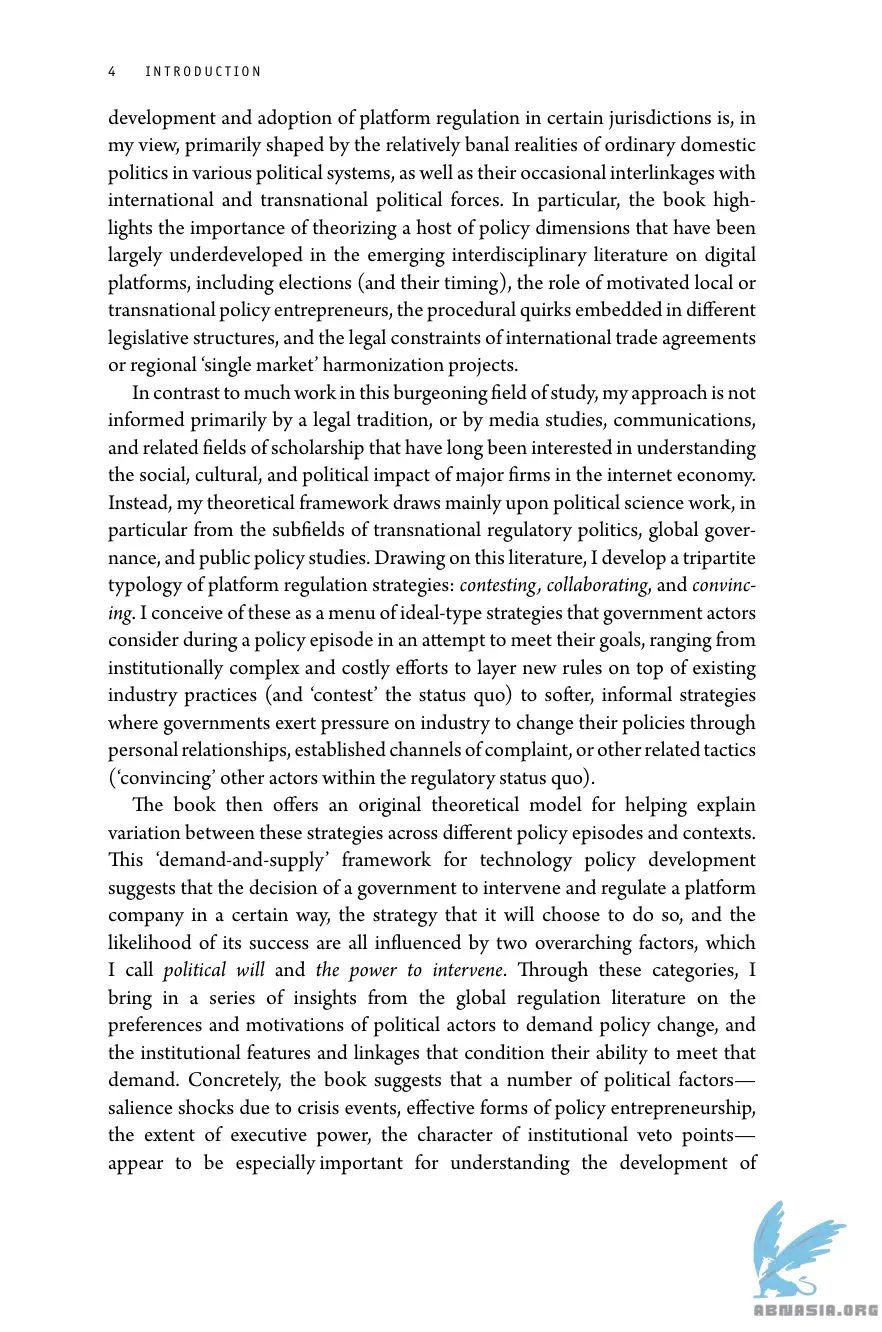 4 INTRODUCTION
development and adoption of platform regulation in certain jurisdictions is, in
my view, primarily shaped by the relatively banal realities of ordinary domestic
politics in various political systems, as well as their occasional interlinkages with
international and transnational political forces. In particular, the book high-
lights the importance of theorizing a host of policy dimensions that have been
largely underdeveloped in the emerging interdisciplinary literature on digital
platforms, including elections (and their timing), the role of motivated local or
transnational policy entrepreneurs, the procedural quirks embedded in different
legislative structures, and the legal constraints of international trade agreements
or regional ‘single market’ harmonization projects.
In contrast to much work in this burgeoning field of study, my approach is not
informed primarily by a legal tradition, or by media studies, communications,
and related fields of scholarship that have long been interested in understanding
the social, cultural, and political impact of major firms in the internet economy.
Instead, my theoretical framework draws mainly upon political science work, in
particular from the subfields of transnational regulatory politics, global gover-
nance, and public policy studies. Drawing on this literature, I develop a tripartite
typology of platform regulation strategies: contesting, collaborating, and convinc-
ing. I conceive of these as a menu of ideal-type strategies that government actors
consider during a policy episode in an attempt to meet their goals, ranging from
institutionally complex and costly efforts to layer new rules on top of existing
industry practices (and ‘contest’ the status quo) to softer, informal strategies
where governments exert pressure on industry to change their policies through
personal relationships, established channels of complaint, or other related tactics
(‘convincing’ other actors within the regulatory status quo).
The book then offers an original theoretical model for helping explain
variation between these strategies across different policy episodes and contexts.
This ‘demand-and-supply’ framework for technology policy development
suggests that the decision of a government to intervene and regulate a platform
company in a certain way, the strategy that it will choose to do so, and the
likelihood of its success are all influenced by two overarching factors, which
I call political will and the power to intervene. Through these categories, I
bring in a series of insights from the global regulation literature on the
preferences and motivations of political actors to demand policy change, and
the institutional features and linkages that condition their ability to meet that
demand. Concretely, the book suggests that a number of political factors—
salience shocks due to crisis events, effective forms of policy entrepreneurship,
the extent of executive power, the character of institutional veto points—
appear to be especially important for understanding the development of
ABNASIA.ORG